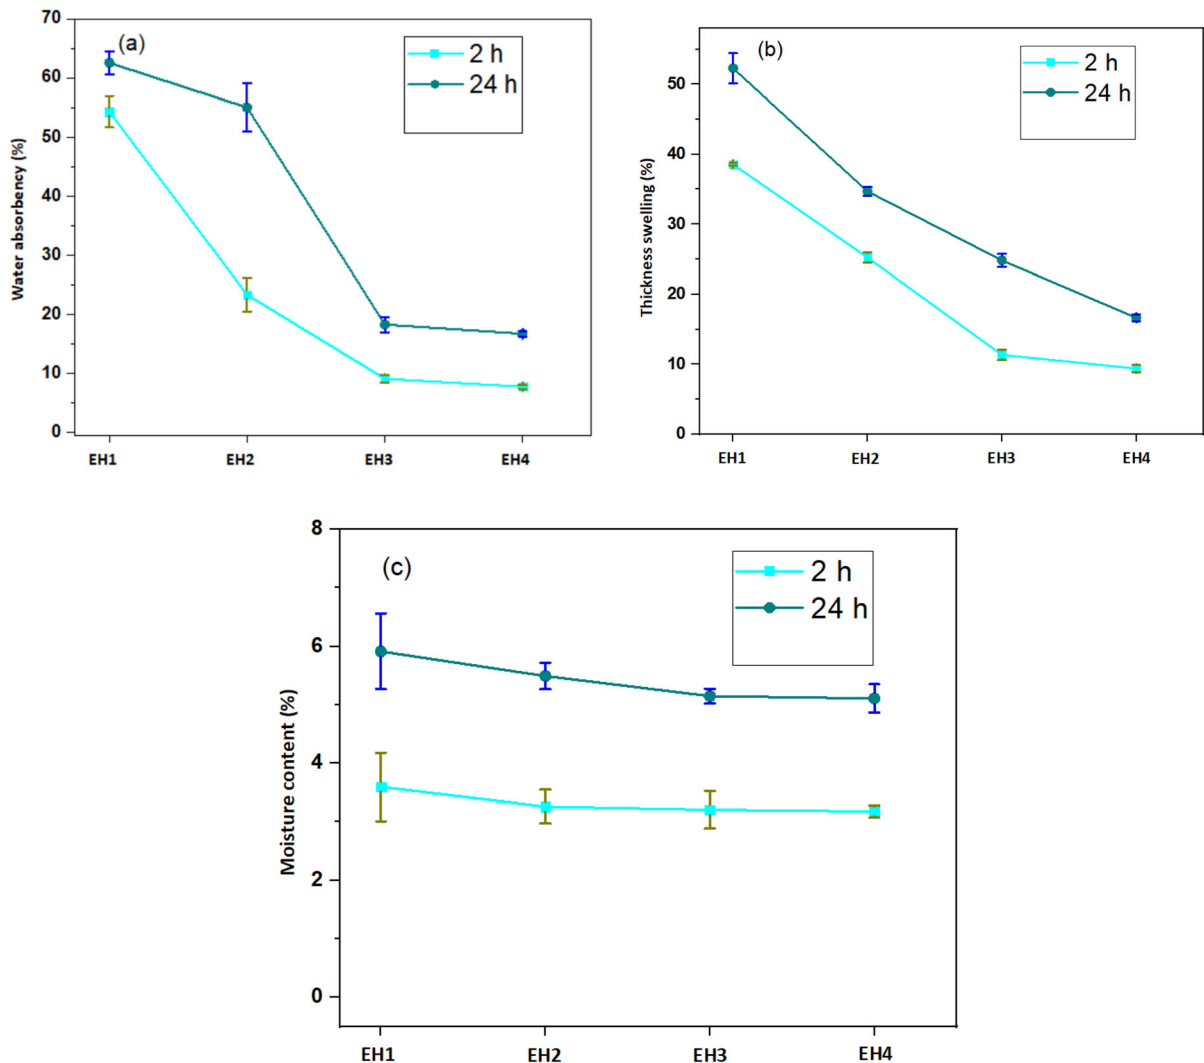 (a)
2 h
24 h
Water absorbency (%)
70
60
50
40
30
20
10
0
EH1 EH2 EH3 EH4
(b)
2 h
24 h
Thickness swelling (%)
50
40
30
20
10
0
EH1 EH2 EH3 EH4
(c)
2 h
24 h
Moisture content (%)
8
6
4
2
0
EH1 EH2 EH3 EH4